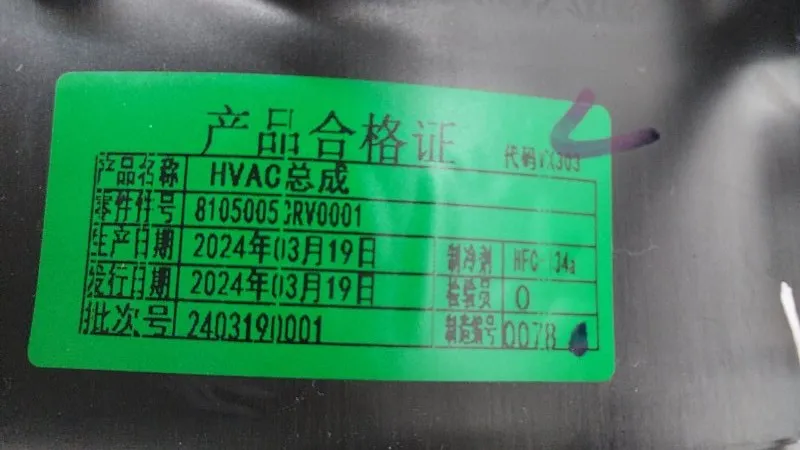 产品合格证
代码VX303
产品名称 HVAC总成
零件件号 8105005CRV0001
生产日期 2024年03月19日 制冷剂 HFC-134a
发行日期 2024年03月19日 检验员 0
批次号 2403190001 制造编号 0078